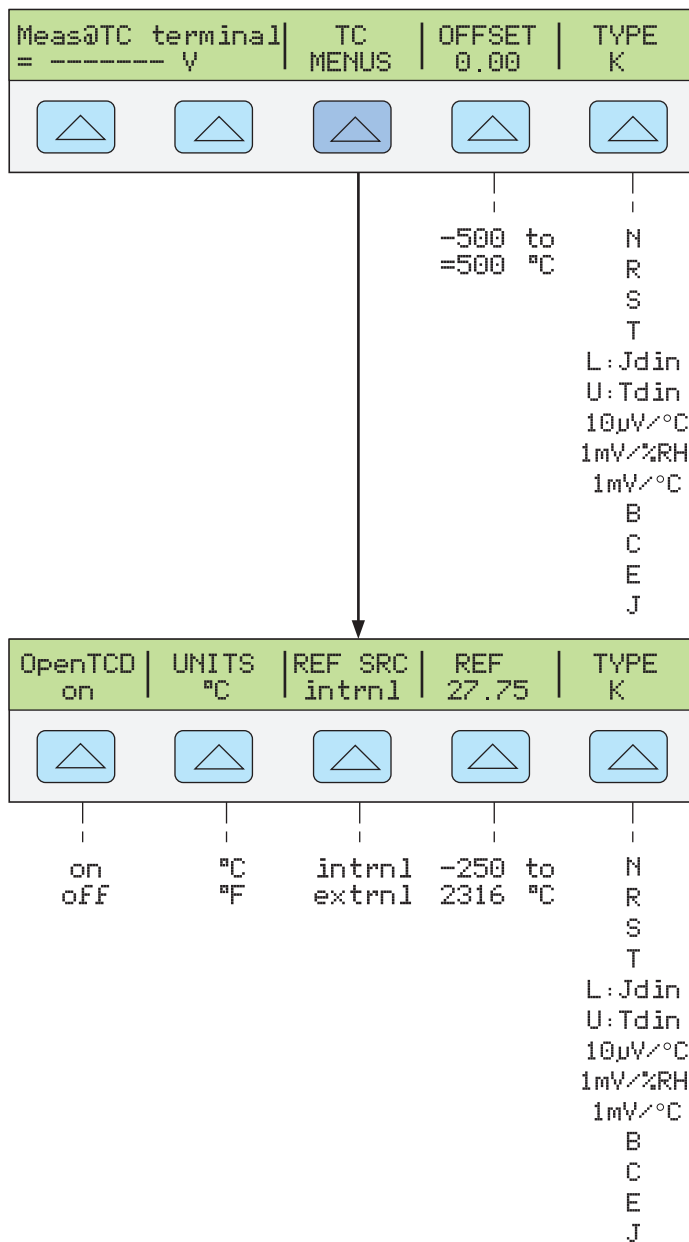 Meas@TC terminal
= ------- V
TC
MENUS
OFFSET
0.00
TYPE
K
-500 to
=500 °C
N
R
S
T
L:Jdin
U:Tdin
10µV/°C
1mV/%RH
1mV/°C
B
C
E
J
OpenTCD
on
UNITS
°C
REF SRC
intrnl
REF
27.75
TYPE
K
on
off
°C
°F
intrnl
extrnl
-250 to
2316 °C
N
R
S
T
L:Jdin
U:Tdin
10µV/°C
1mV/%RH
1mV/°C
B
C
E
J